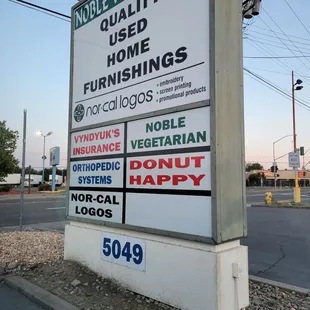 NOBLE
QUALITY
USED
HOME
FURNISHINGS
nor-cal logos
• embroidery
• screen printing
• promotional products
VYNDYUK'S
INSURANCE
NOBLE
VEGETARIAN
ORTHOPEDIC
SYSTEMS
DONUT
HAPPY
NOR-CAL
LOGOS
5049